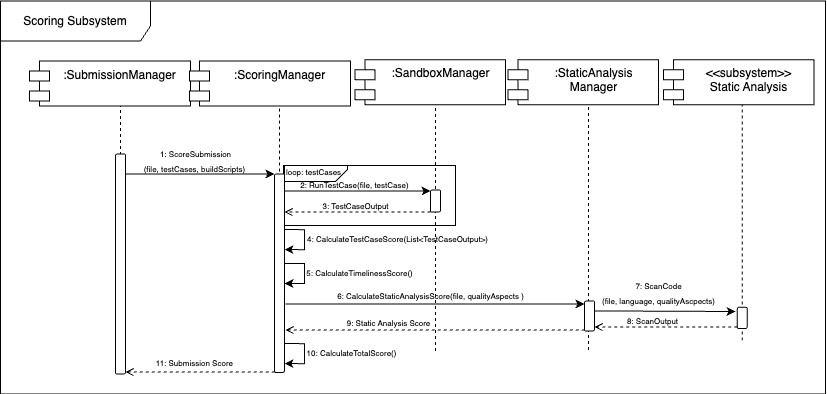 Scoring Subsystem
:SubmissionManager
:ScoringManager
:SandboxManager
:StaticAnalysis
Manager
<<subsystem>>
Static Analysis
1: ScoreSubmission
(file, testCases, buildScripts)
loop: testCases
2: RunTestCase(file, testCase)
3: TestCaseOutput
4: CalculateTestCaseScore(List<TestCaseOutput>)
5: CalculateTimelinessScore()
6: CalculateStaticAnalysisScore(file, qualityAspects )
7: ScanCode
(file, language, qualityAscpects)
8: ScanOutput
9: Static Analysis Score
10: CalculateTotalScore()
11: Submission Score